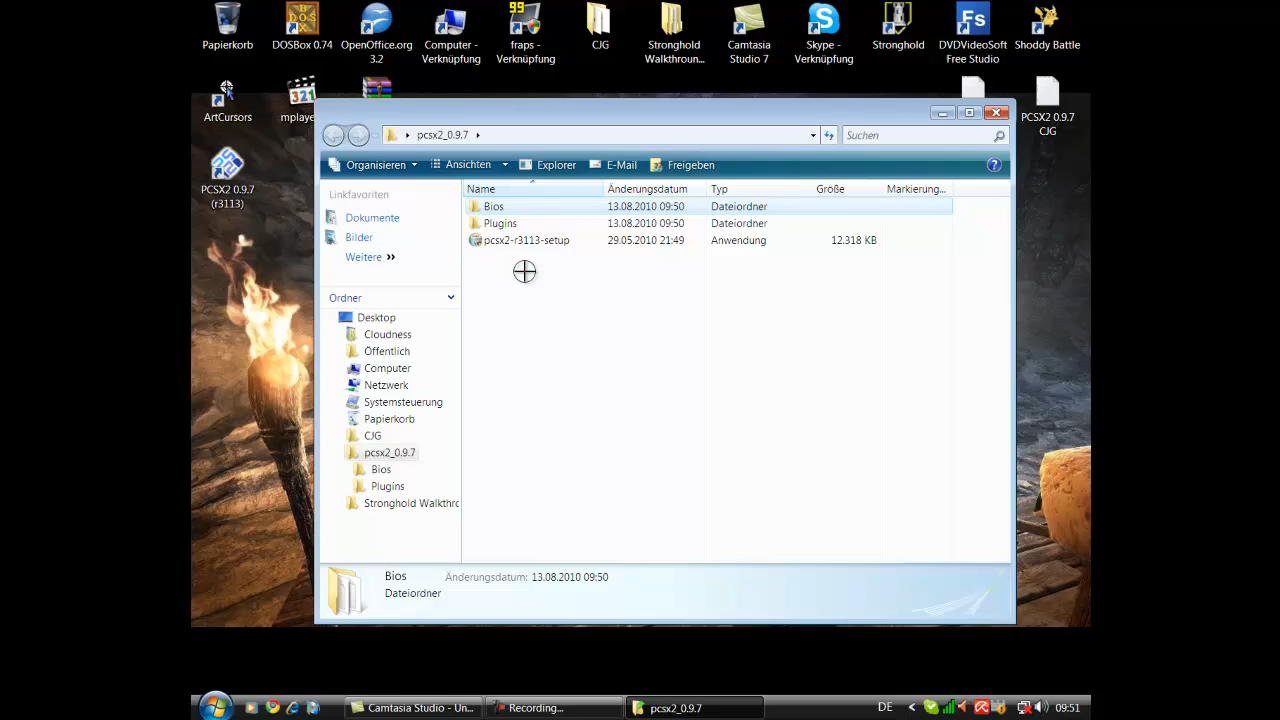 99
Papierkorb
DOSBox 0.74
OpenOffice.org
3.2
Computer -
Verknüpfung
fraps -
Verknüpfung
CJG
Stronghold
Walkthroun...
Camtasia
Studio 7
Skype -
Verknüpfung
Stronghold
Fs
DVDVideoSoft
Free Studio
Shoddy Battle
ArtCursors
321
mplaye
PCSX2 0.9.7
CJG
PCSX2 0.9.7
(r3113)
pcsx2_0.9.7
Suchen
Organisieren
Ansichten
Explorer
E-Mail
Freigeben
Linkfavoriten
Dokumente
Bilder
Weitere
Ordner
Desktop
Cloudness
Öffentlich
Computer
Netzwerk
Systemsteuerung
Papierkorb
CJG
pcsx2_0.9.7
Bios
Plugins
Stronghold Walkthrc
Name Änderungsdatum Typ Größe Markierung...
Bios 13.08.2010 09:50 Dateiordner
Plugins 13.08.2010 09:50 Dateiordner
pcsx2-r3113-setup 29.05.2010 21:49 Anwendung 12.318 KB
Bios Änderungsdatum: 13.08.2010 09:50
Dateiordner
Camtasia Studio - Un...
Recording...
pcsx2_0.9.7
DE
09:51